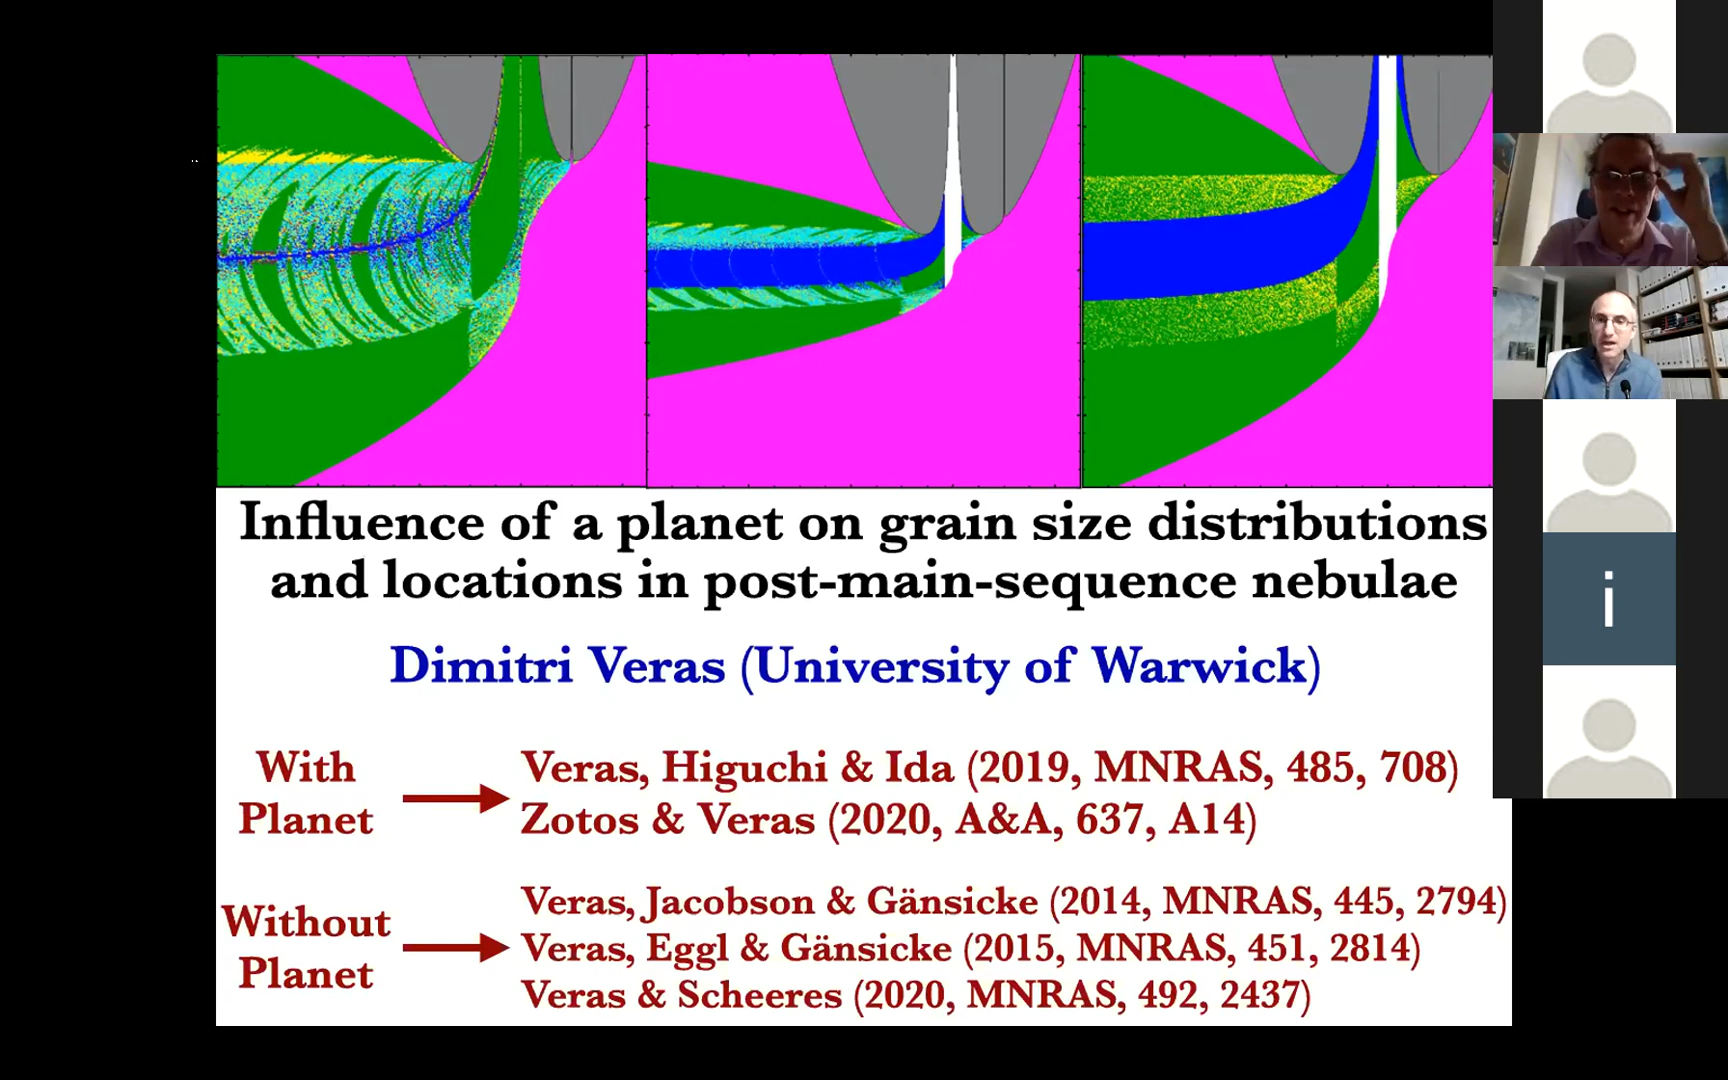 Influence of a planet on grain size distributions
and locations in post-main-sequence nebulae
Dimitri Veras (University of Warwick)
With
Planet
Veras, Higuchi & Ida (2019, MNRAS, 485, 708)
Zotos & Veras (2020, A&A, 637, A14)
Without
Planet
Veras, Jacobson & Gänsicke (2014, MNRAS, 445, 2794)
Veras, Eggl & Gänsicke (2015, MNRAS, 451, 2814)
Veras & Scheeres (2020, MNRAS, 492, 2437)
i